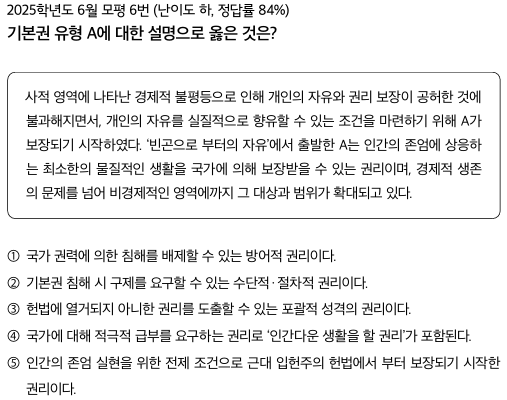 2025학년도 6월 모평 6번 (난이도 하, 정답률 84%)
기본권 유형 A에 대한 설명으로 옳은 것은?
사적 영역에 나타난 경제적 불평등으로 인해 개인의 자유와 권리 보장이 공허한 것에
불과해지면서, 개인의 자유를 실질적으로 향유할 수 있는 조건을 마련하기 위해 A가
보장되기 시작하였다. ‘빈곤으로 부터의 자유’에서 출발한 A는 인간의 존엄에 상응하
는 최소한의 물질적인 생활을 국가에 의해 보장받을 수 있는 권리이며, 경제적 생존
의 문제를 넘어 비경제적인 영역에까지 그 대상과 범위가 확대되고 있다.
① 국가 권력에 의한 침해를 배제할 수 있는 방어적 권리이다.
② 기본권 침해 시 구제를 요구할 수 있는 수단적·절차적 권리이다.
③ 헌법에 열거되지 아니한 권리를 도출할 수 있는 포괄적 성격의 권리이다.
④ 국가에 대해 적극적 급부를 요구하는 권리로 ‘인간다운 생활을 할 권리’가 포함된다.
⑤ 인간의 존엄 실현을 위한 전제 조건으로 근대 입헌주의 헌법에서 부터 보장되기 시작한
권리이다.